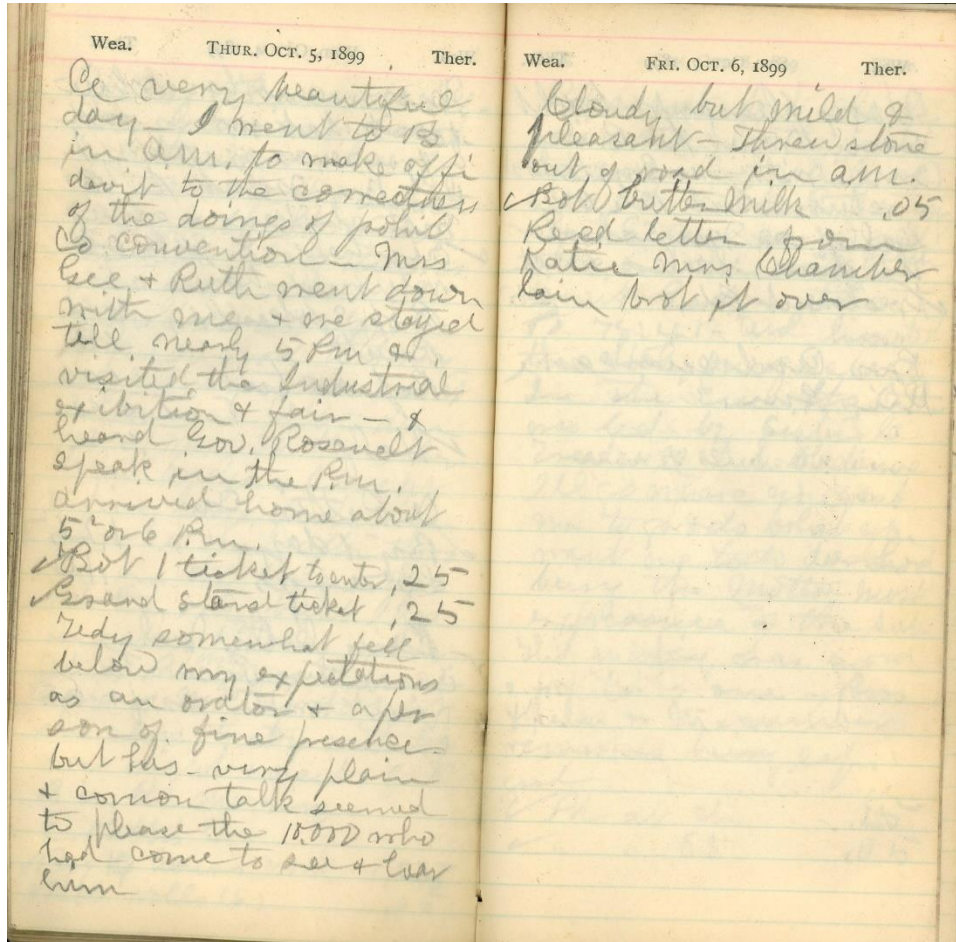 Wea. THUR. OCT. 5, 1899 Ther.
A very beautiful
day - I went to B
in a.m. to make affi
davit to the correctness
of the doings of prohib
Co convention - Mrs
Gee + Ruth went down
with me + we stayed
till nearly 5 P.m. &
visited the Industrial
exibition & fair - &
heard Gov. Rosevelt
speak in the P.m.
arrived home about
5 or 6 P.m.
✓Bot 1 ticket to enter .25
✓Grand stand ticket .25
Tedy somewhat fell
below my expectations
as an orator + a per
son of fine presence
but his - very plain
+ comon talk seemed
to please the 10,000 who
had come to see + hear
him
Wea. FRI. OCT. 6, 1899 Ther.
Cloudy but mild &
pleasant - Threw stone
out of road in a.m.
✓Bot butter milk .05
Recd letter from
Katie Mrs Chamber
lain brot it over